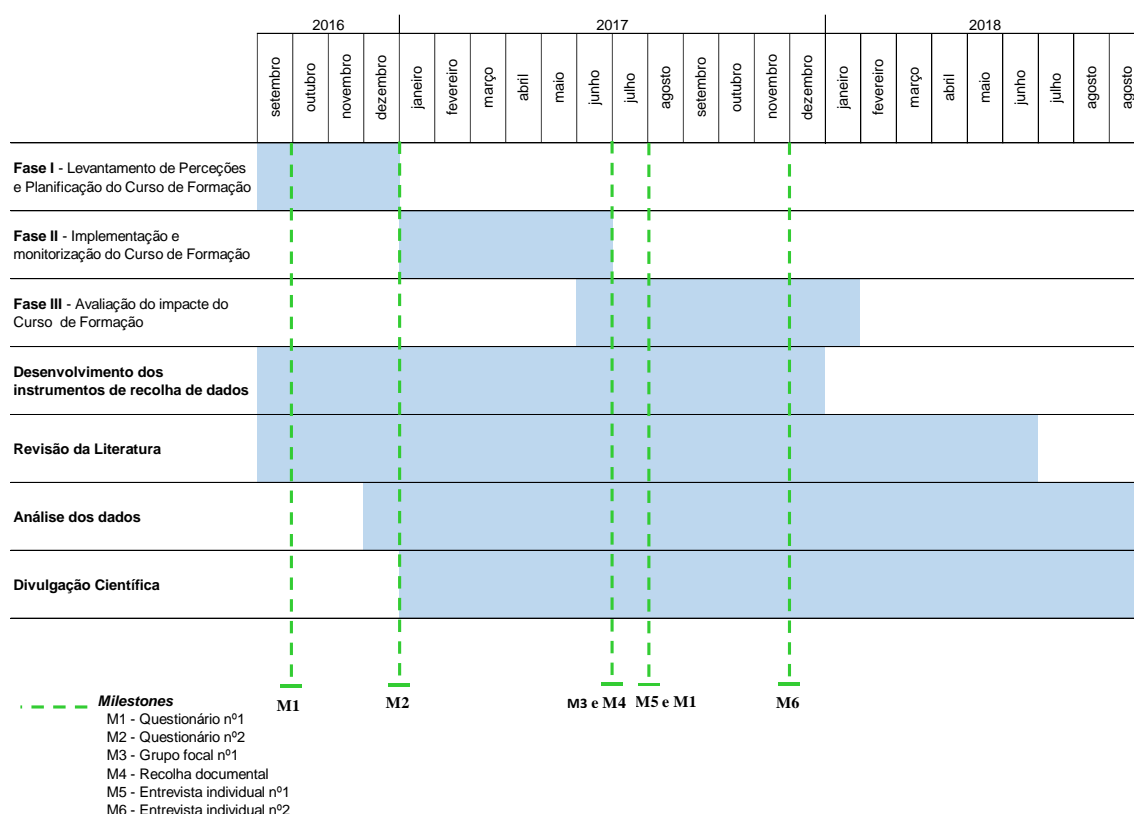 2016 2017 2018
setembro outubro novembro dezembro janeiro fevereiro março abril maio junho julho agosto setembro outubro novembro dezembro janeiro fevereiro março abril maio junho julho agosto agosto
Fase I - Levantamento de Perceções
e Planificação do Curso de Formação
Fase II - Implementação e
monitorização do Curso de Formação
Fase III - Avaliação do impacte do
Curso de Formação
Desenvolvimento dos
instrumentos de recolha de dados
Revisão da Literatura
Análise dos dados
Divulgação Científica
M1 M2 M3 e M4 M5 e M1 M6
Milestones
M1 - Questionário nº1
M2 - Questionário nº2
M3 - Grupo focal nº1
M4 - Recolha documental
M5 - Entrevista individual nº1
M6 - Entrevista individual nº2